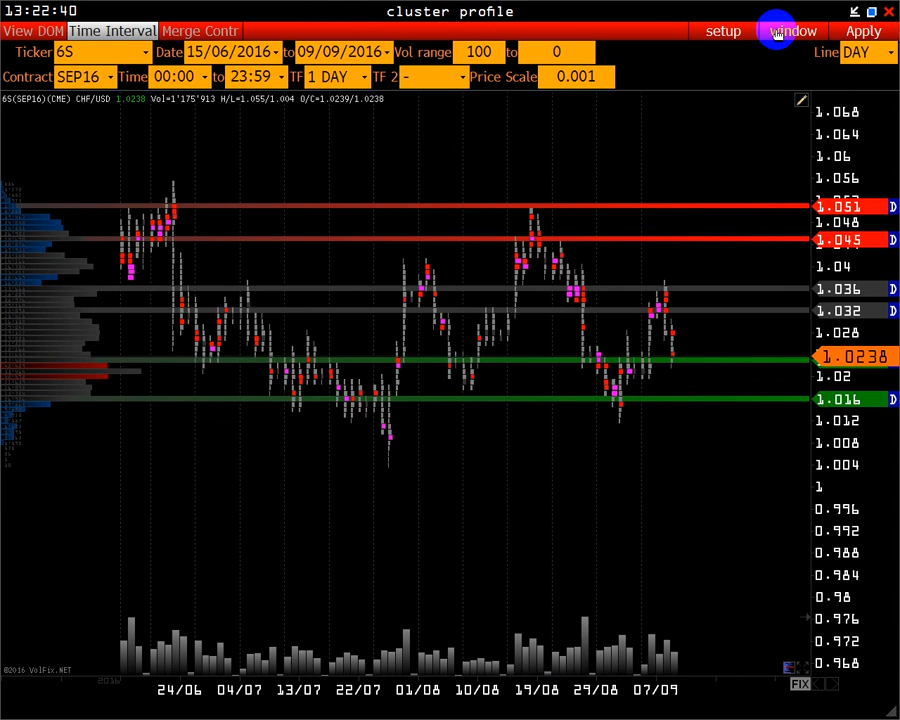 13:22:40 cluster profile
View DOM Time Interval Merge Contr setup window Apply
Ticker 6S Date 15/06/2016 to 09/09/2016 Vol range 100 to 0 Line DAY
Contract SEP16 Time 00:00 to 23:59 TF 1 DAY TF 2 - Price Scale 0.001
6S(SEP16)(CME) CHF/USD 1.0238 Vol=1'175'913 H/L=1.055/1.004 O/C=1.0239/1.0238
1.068
1.064
1.06
1.056
1.051 D
1.048
1.045 D
1.04
1.036 D
1.032 D
1.028
1.0238
1.02
1.016 D
1.012
1.008
1.004
1
0.996
0.992
0.988
0.984
0.98
0.976
0.972
0.968
©2016 VolFix.NET
2016 24/06 04/07 13/07 22/07 01/08 10/08 19/08 29/08 07/09 FIX